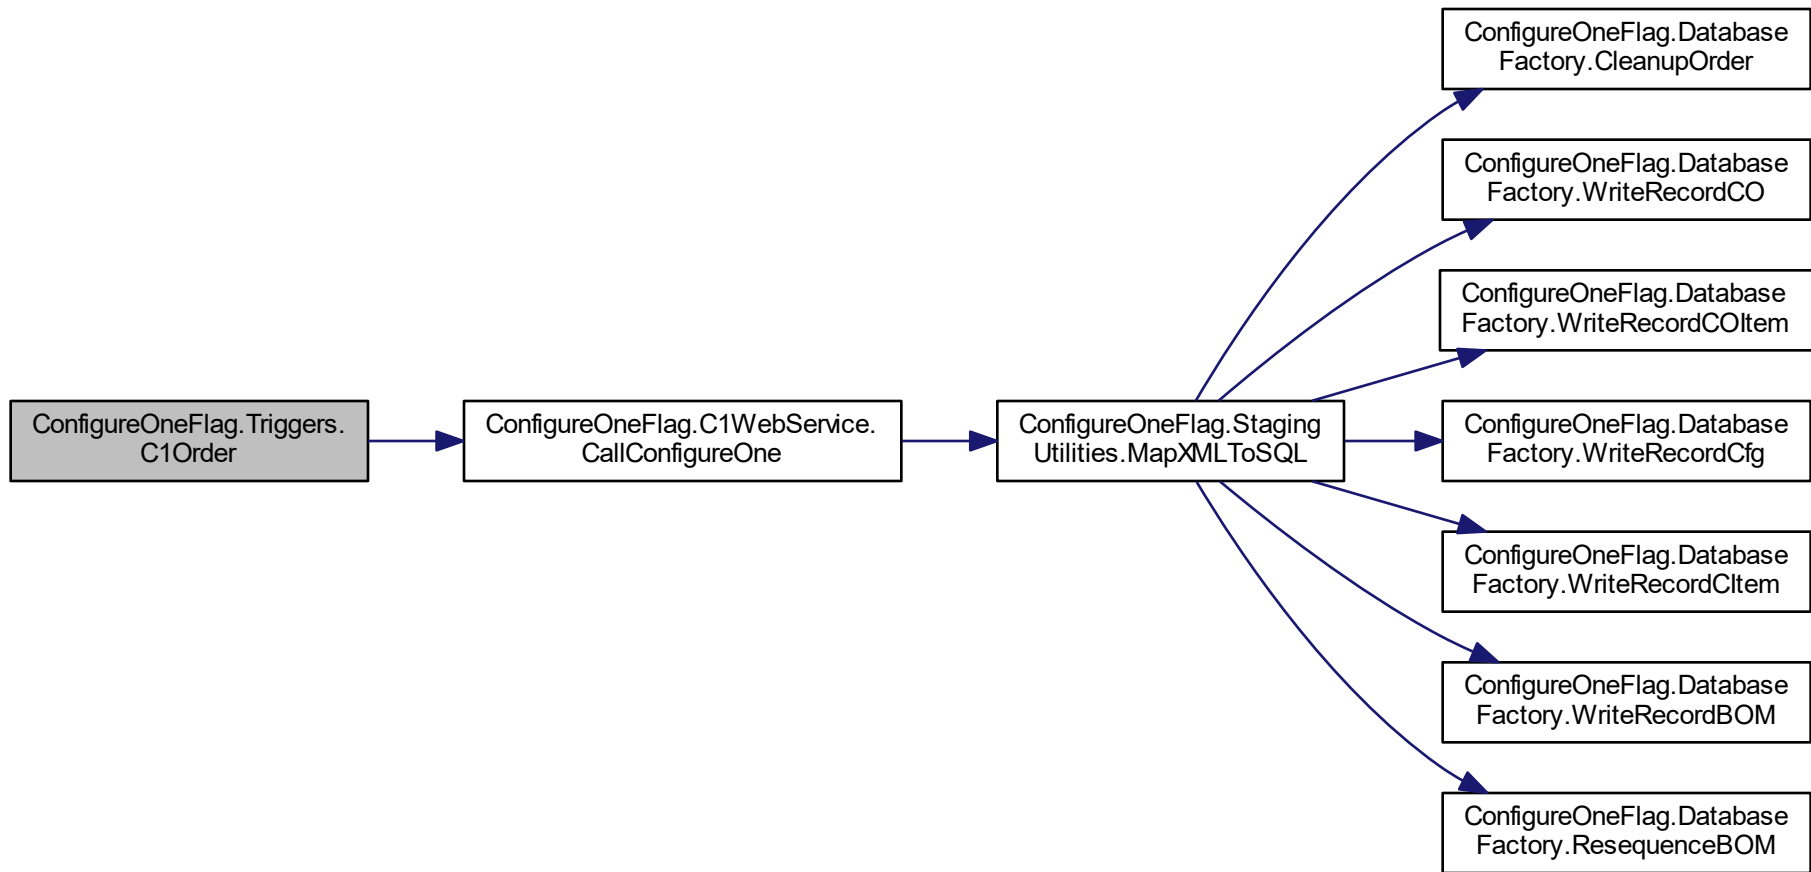 ConfigureOneFlag.Database
Factory.CleanupOrder
ConfigureOneFlag.Database
Factory.WriteRecordCO
ConfigureOneFlag.Database
Factory.WriteRecordCOItem
ConfigureOneFlag.Triggers.
C1Order
ConfigureOneFlag.C1WebService.
CallConfigureOne
ConfigureOneFlag.Staging
Utilities.MapXMLToSQL
ConfigureOneFlag.Database
Factory.WriteRecordCfg
ConfigureOneFlag.Database
Factory.WriteRecordCItem
ConfigureOneFlag.Database
Factory.WriteRecordBOM
ConfigureOneFlag.Database
Factory.ResequenceBOM